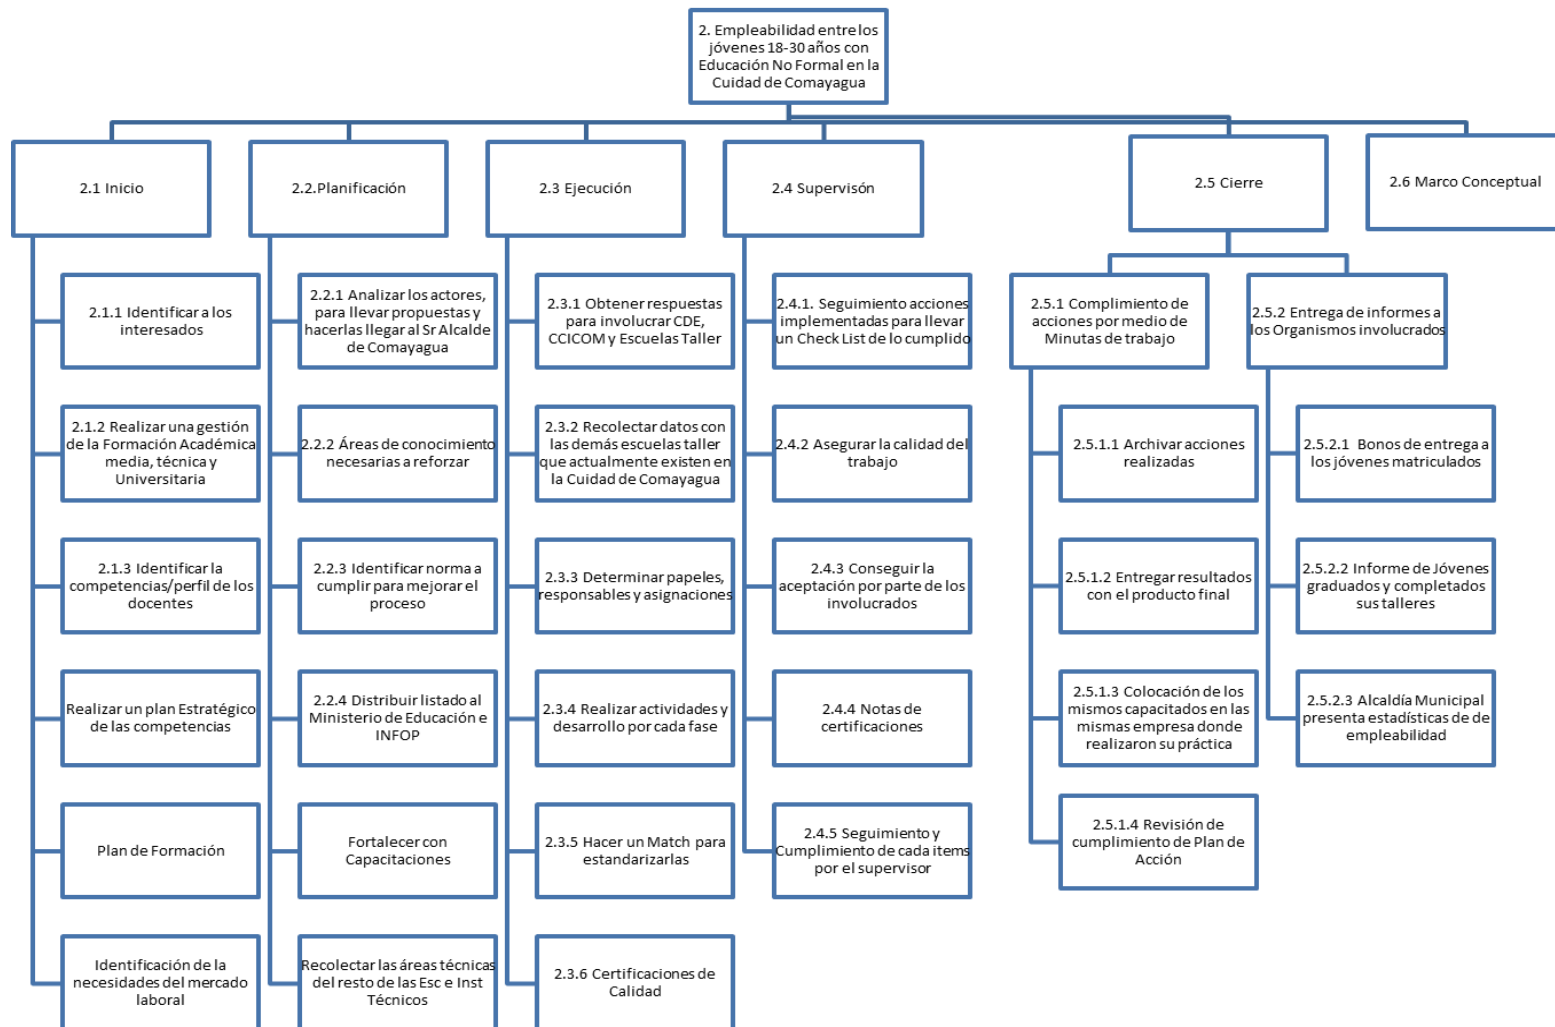 2. Empleabilidad entre los
jóvenes 18-30 años con
Educación No Formal en la
Cuidad de Comayagua
2.1 Inicio
2.2.Planificación
2.3 Ejecución
2.4 Supervisón
2.5 Cierre
2.6 Marco Conceptual
2.1.1 Identificar a los
interesados
2.1.2 Realizar una gestión
de la Formación Académica
media, técnica y
Universitaria
2.1.3 Identificar la
competencias/perfil de los
docentes
Realizar un plan Estratégico
de las competencias
Plan de Formación
Identificación de la
necesidades del mercado
laboral
2.2.1 Analizar los actores,
para llevar propuestas y
hacerlas llegar al Sr Alcalde
de Comayagua
2.2.2 Áreas de conocimiento
necesarias a reforzar
2.2.3 Identificar norma a
cumplir para mejorar el
proceso
2.2.4 Distribuir listado al
Ministerio de Educación e
INFOP
Fortalecer con
Capacitaciones
Recolectar las áreas técnicas
del resto de las Esc e Inst
Técnicos
2.3.1 Obtener respuestas
para involucrar CDE,
CCICOM y Escuelas Taller
2.3.2 Recolectar datos con
las demás escuelas taller
que actualmente existen en
la Cuidad de Comayagua
2.3.3 Determinar papeles,
responsables y asignaciones
2.3.4 Realizar actividades y
desarrollo por cada fase
2.3.5 Hacer un Match para
estandarizarlas
2.3.6 Certificaciones de
Calidad
2.4.1. Seguimiento acciones
implementadas para llevar
un Check List de lo cumplido
2.4.2 Asegurar la calidad del
trabajo
2.4.3 Conseguir la
aceptación por parte de los
involucrados
2.4.4 Notas de
certificaciones
2.4.5 Seguimiento y
Cumplimiento de cada items
por el supervisor
2.5.1 Complimiento de
acciones por medio de
Minutas de trabajo
2.5.1.1 Archivar acciones
realizadas
2.5.1.2 Entregar resultados
con el producto final
2.5.1.3 Colocación de los
mismos capacitados en las
mismas empresa donde
realizaron su práctica
2.5.1.4 Revisión de
cumplimiento de Plan de
Acción
2.5.2 Entrega de informes a
los Organismos involucrados
2.5.2.1 Bonos de entrega a
los jóvenes matriculados
2.5.2.2 Informe de Jóvenes
graduados y completados
sus talleres
2.5.2.3 Alcaldía Municipal
presenta estadísticas de de
empleabilidad